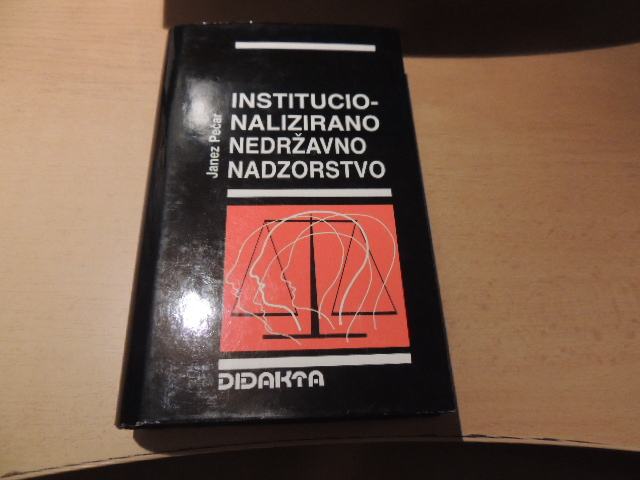 Janez Pečar
INSTITUCIO-
NALIZIRANO
NEDRŽAVNO
NADZORSTVO
DIDAKTA